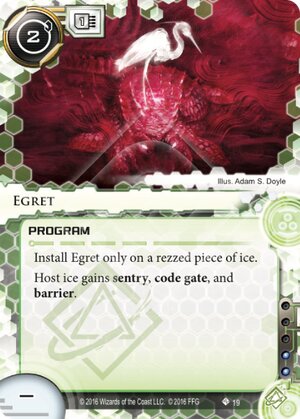 2
1
Illus. Adam S. Doyle
EGRET
PROGRAM
Install Egret only on a rezzed piece of ice.
Host ice gains sentry, code gate, and
barrier.
–
© 2016 Wizards of the Coast LLC. © 2016 FFG
19